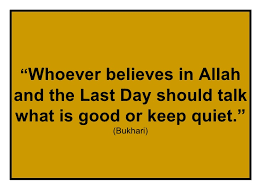 “Whoever believes in Allah
and the Last Day should talk
what is good or keep quiet.”
(Bukhari)